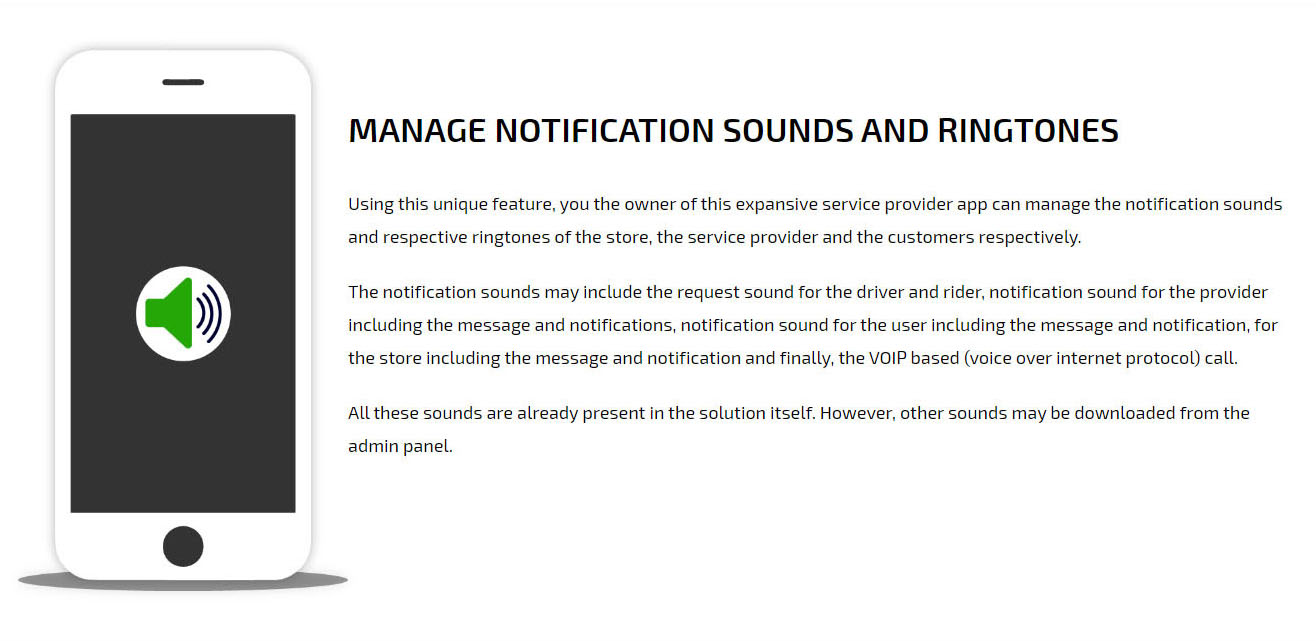 MANAGE NOTIFICATION SOUNDS AND RINGTONES
Using this unique feature, you the owner of this expansive service provider app can manage the notification sounds
and respective ringtones of the store, the service provider and the customers respectively.
The notification sounds may include the request sound for the driver and rider, notification sound for the provider
including the message and notifications, notification sound for the user including the message and notification, for
the store including the message and notification and finally, the VOIP based (voice over internet protocol) call.
All these sounds are already present in the solution itself. However, other sounds may be downloaded from the
admin panel.